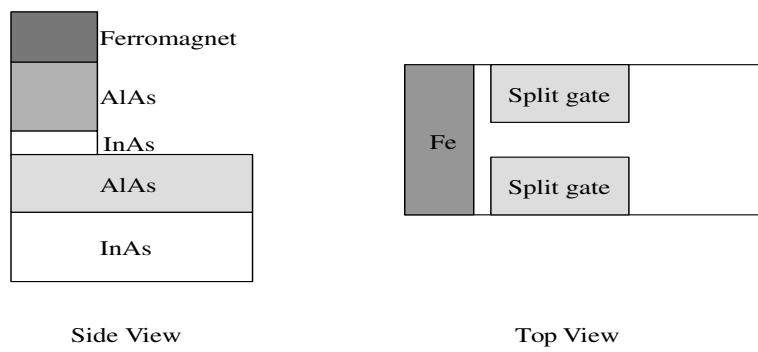 Ferromagnet
AlAs
InAs
AlAs
InAs
Side View
Split gate
Fe
Split gate
Top View